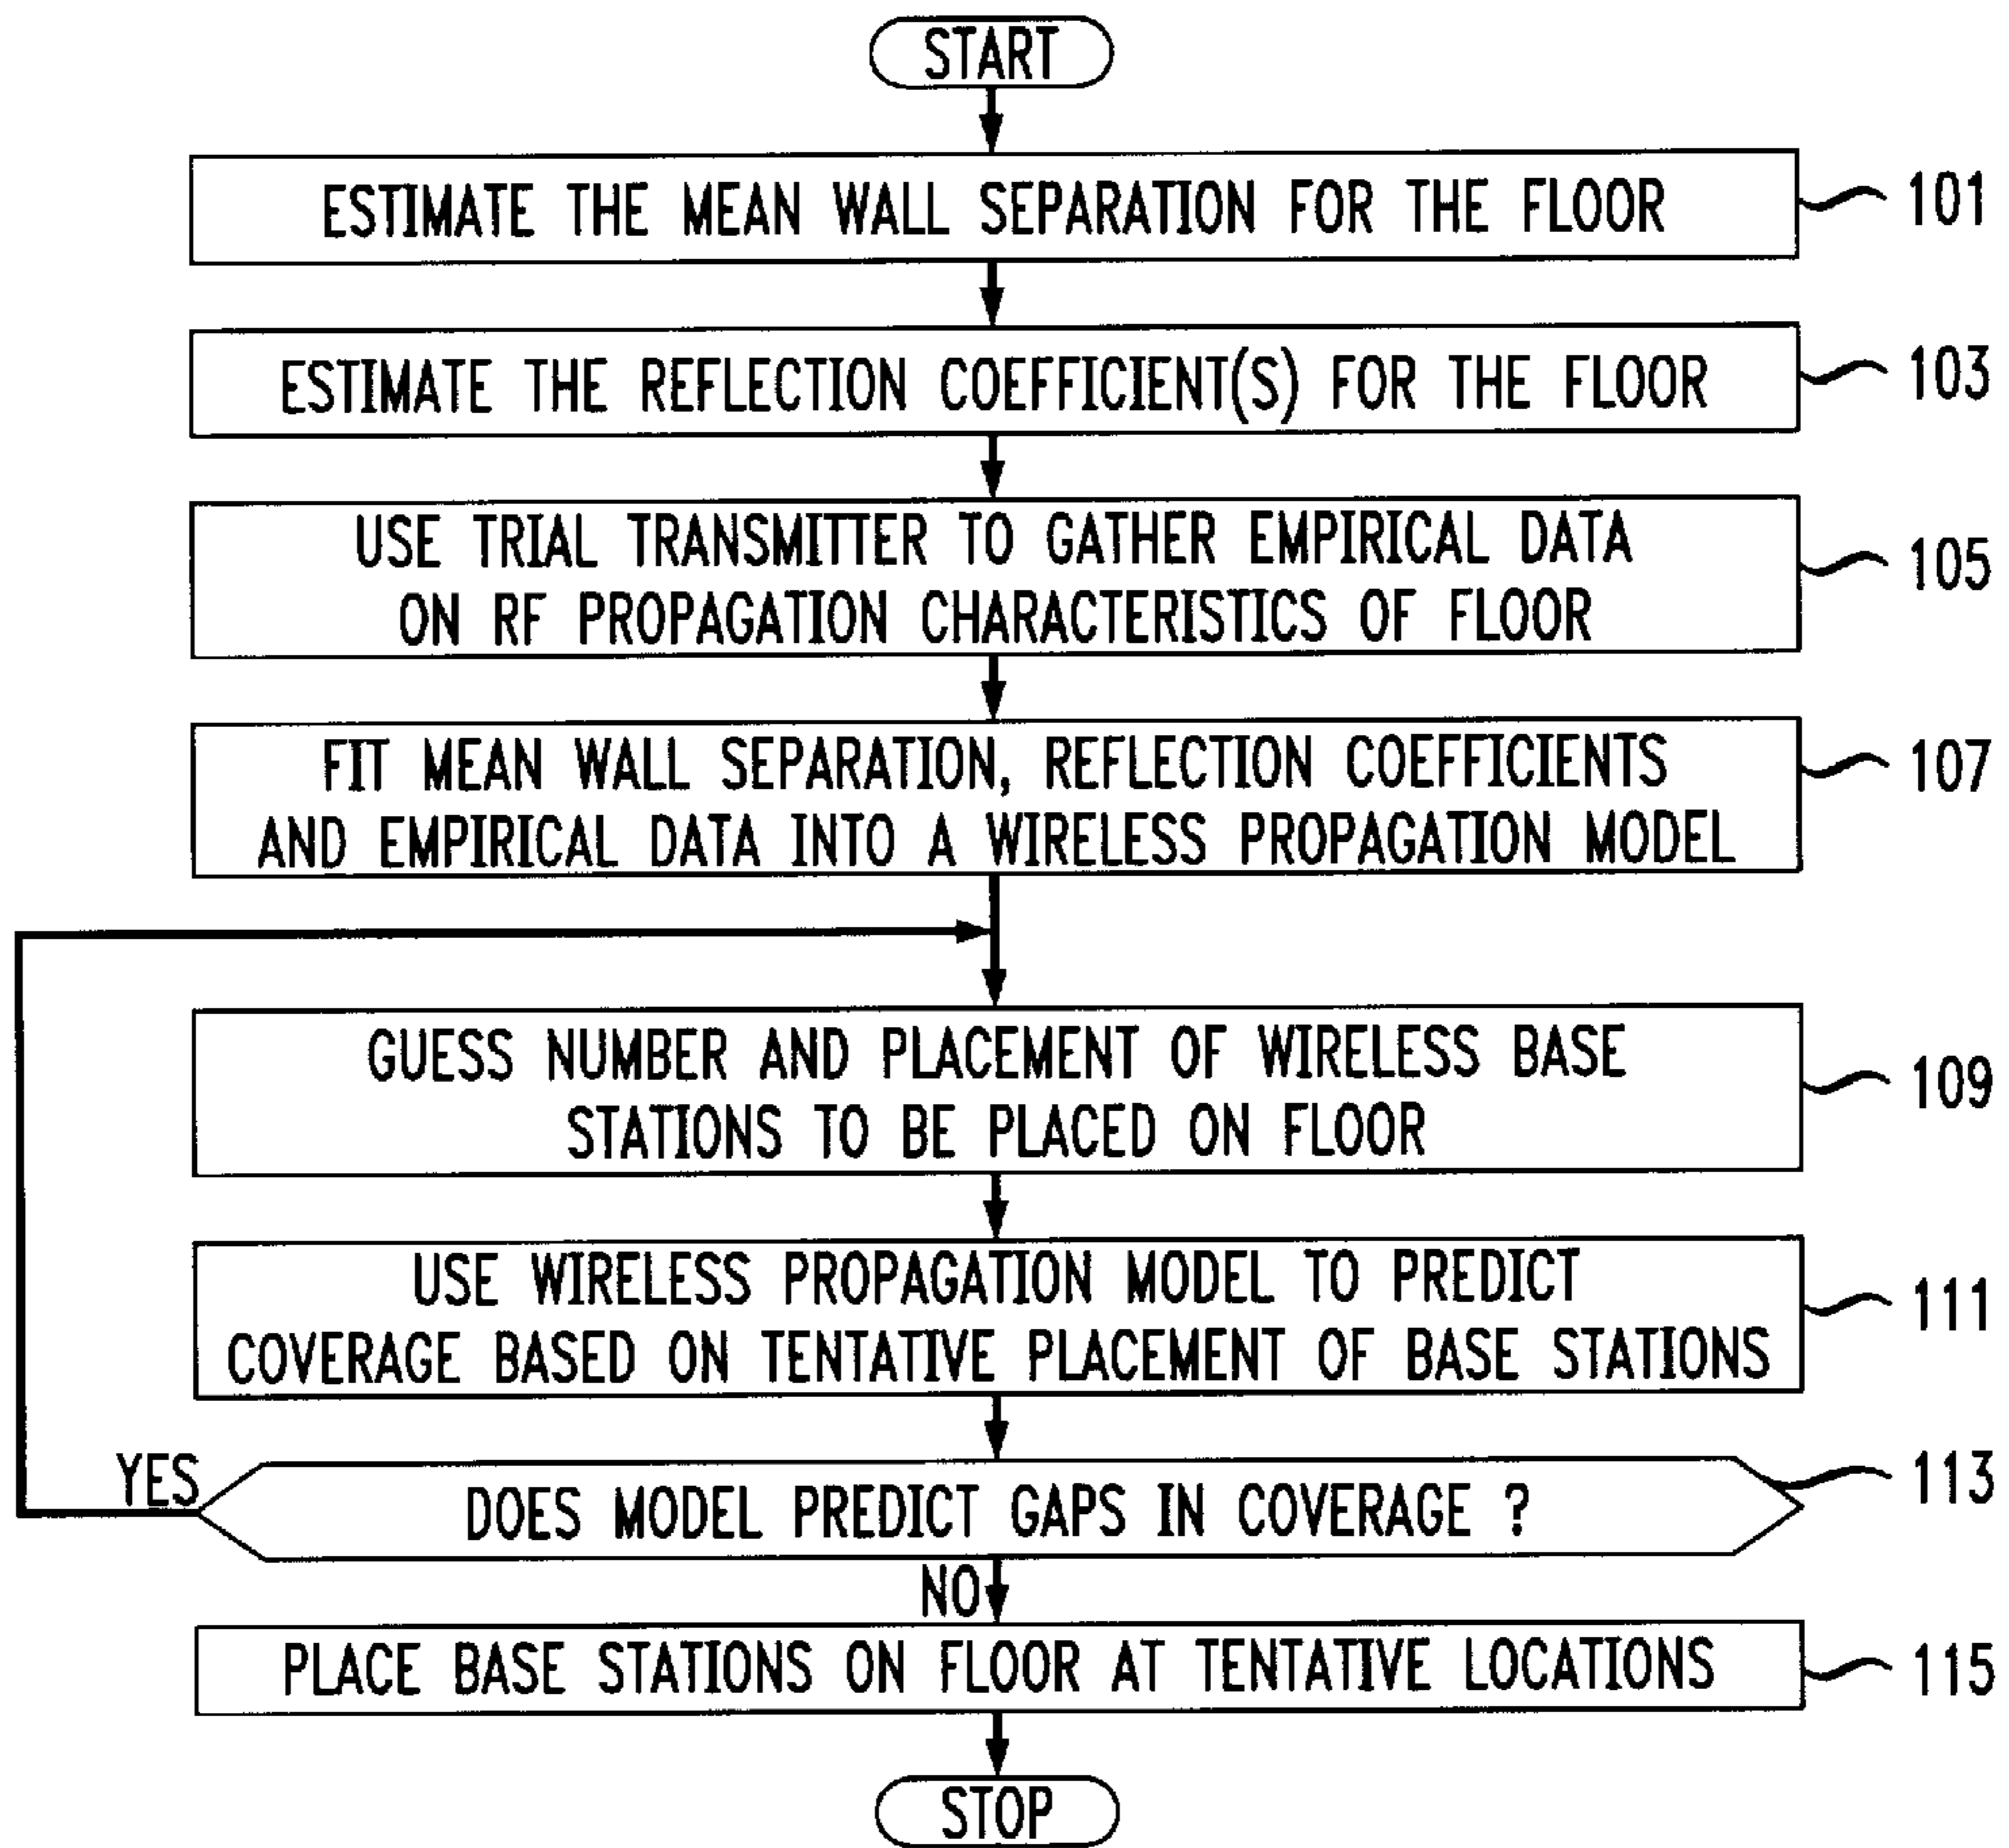 START
ESTIMATE THE MEAN WALL SEPARATION FOR THE FLOOR
101
ESTIMATE THE REFLECTION COEFFICIENT(S) FOR THE FLOOR
103
USE TRIAL TRANSMITTER TO GATHER EMPIRICAL DATA
ON RF PROPAGATION CHARACTERISTICS OF FLOOR
105
FIT MEAN WALL SEPARATION, REFLECTION COEFFICIENTS
AND EMPIRICAL DATA INTO A WIRELESS PROPAGATION MODEL
107
GUESS NUMBER AND PLACEMENT OF WIRELESS BASE
STATIONS TO BE PLACED ON FLOOR
109
USE WIRELESS PROPAGATION MODEL TO PREDICT
COVERAGE BASED ON TENTATIVE PLACEMENT OF BASE STATIONS
111
YES
DOES MODEL PREDICT GAPS IN COVERAGE ?
113
NO
PLACE BASE STATIONS ON FLOOR AT TENTATIVE LOCATIONS
115
STOP